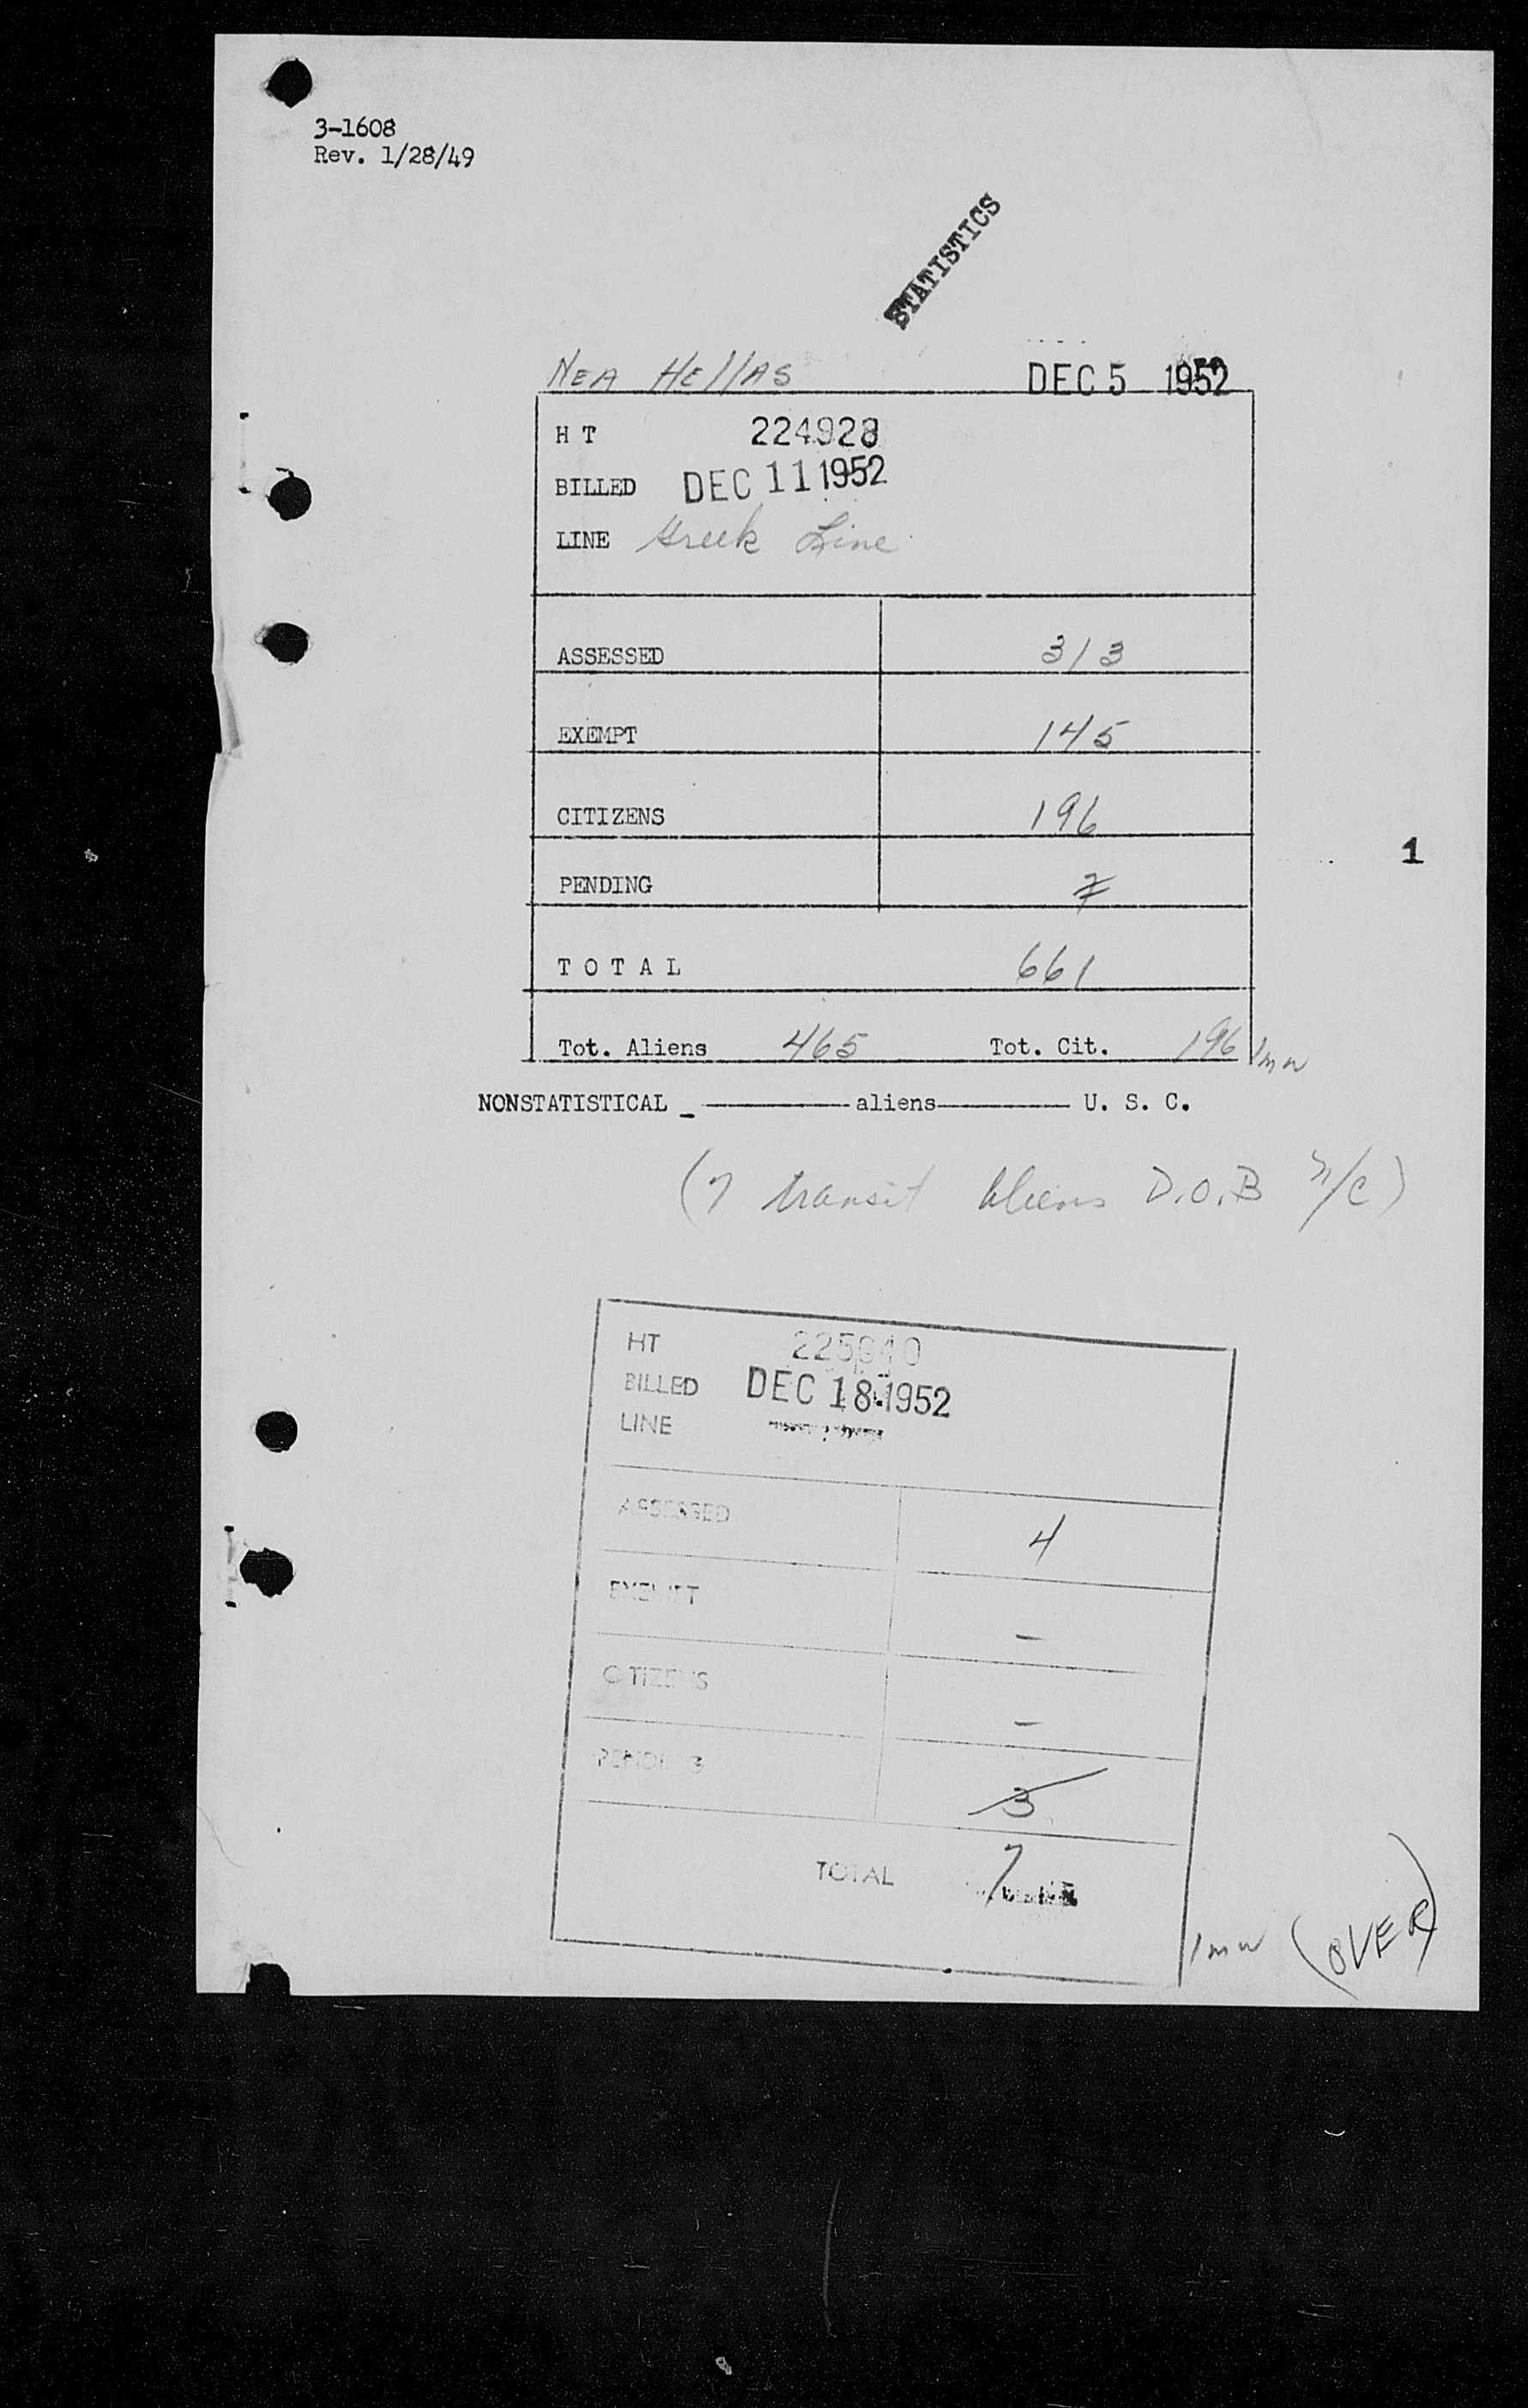 3-1608
Rev. 1/28/49
STATISTICS
NEA HELLAS DEC 5 1952
H T 224928
BILLED DEC 11 1952
LINE Greek Line
ASSESSED 313
EXEMPT 145
CITIZENS 196
1
PENDING 7
T O T A L 661
Tot. Aliens 465 Tot. Cit. 196 /mw
NONSTATISTICAL _ ———— aliens ———— U. S. C.
(7 transit Aliens D.O.B N/C)
HT
BILLED DEC 18 1952
LINE
ASSESSED 4
EXEMPT –
CITIZENS –
PENDING 3
TOTAL 7
/mw (OVER)